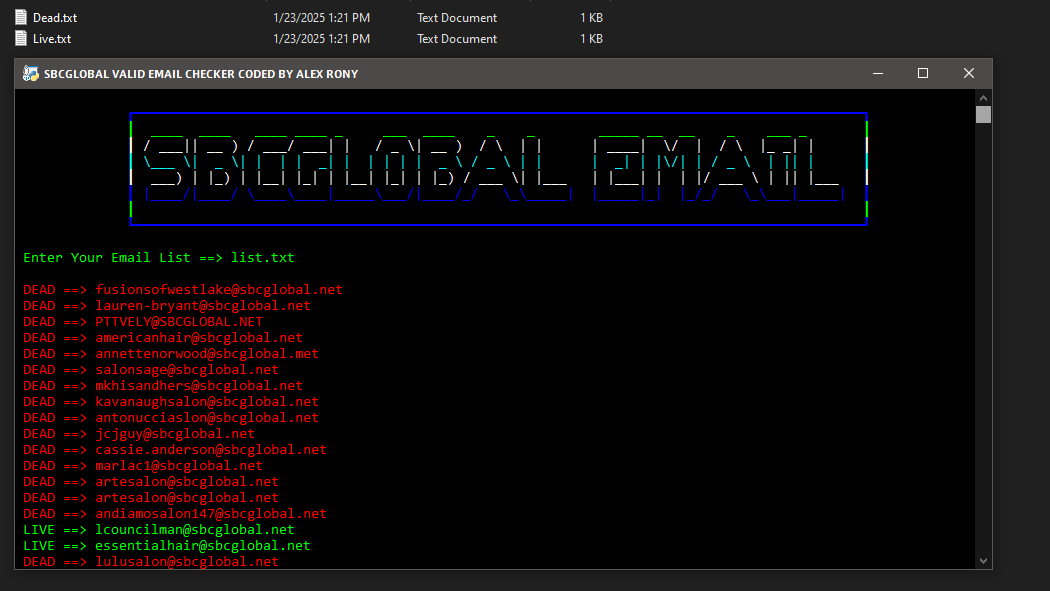 Dead.txt 1/23/2025 1:21 PM Text Document 1 KB
Live.txt 1/23/2025 1:21 PM Text Document 1 KB
SBCGLOBAL VALID EMAIL CHECKER CODED BY ALEX RONY
SBCGLOBAL EMAIL
Enter Your Email List ==> list.txt
DEAD ==> fusionsofwestlake@sbcglobal.net
DEAD ==> lauren-bryant@sbcglobal.net
DEAD ==> PTTVELY@SBCGLOBAL.NET
DEAD ==> americanhair@sbcglobal.net
DEAD ==> annettenorwood@sbcglobal.met
DEAD ==> salonsage@sbcglobal.net
DEAD ==> mkhisandhers@sbcglobal.net
DEAD ==> kavanaughsalon@sbcglobal.net
DEAD ==> antonucciaslon@sbcglobal.net
DEAD ==> jcjguy@sbcglobal.net
DEAD ==> cassie.anderson@sbcglobal.net
DEAD ==> marlac1@sbcglobal.net
DEAD ==> artesalon@sbcglobal.net
DEAD ==> artesalon@sbcglobal.net
DEAD ==> andiamosalon147@sbcglobal.net
LIVE ==> lcouncilman@sbcglobal.net
LIVE ==> essentialhair@sbcglobal.net
DEAD ==> lulusalon@sbcglobal.net